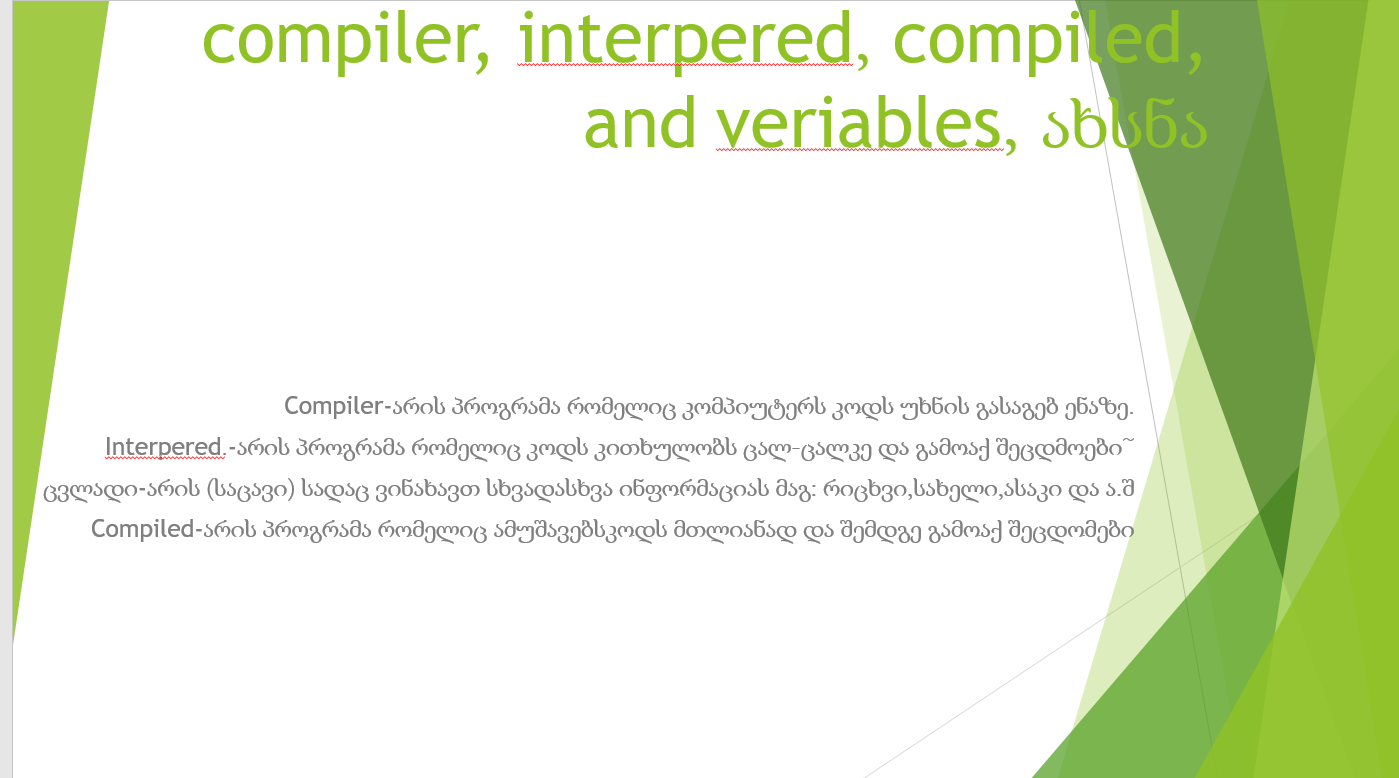 compiler, interpered, compiled,
and veriables, ახსნა
Compiler-არის პროგრამა რომელიც კომპიუტერს კოდს უხნის გასაგებ ენაზე.
Interpered.-არის პროგრამა რომელიც კოდს კითხულობს ცალ-ცალკე და გამოაქ შეცდმოები~
ცვლადი-არის (საცავი) სადაც ვინახავთ სხვადასხვა ინფორმაციას მაგ: რიცხვი,სახელი,ასაკი და ა.შ
Compiled-არის პროგრამა რომელიც ამუშავებსკოდს მთლიანად და შემდგე გამოაქ შეცდომები